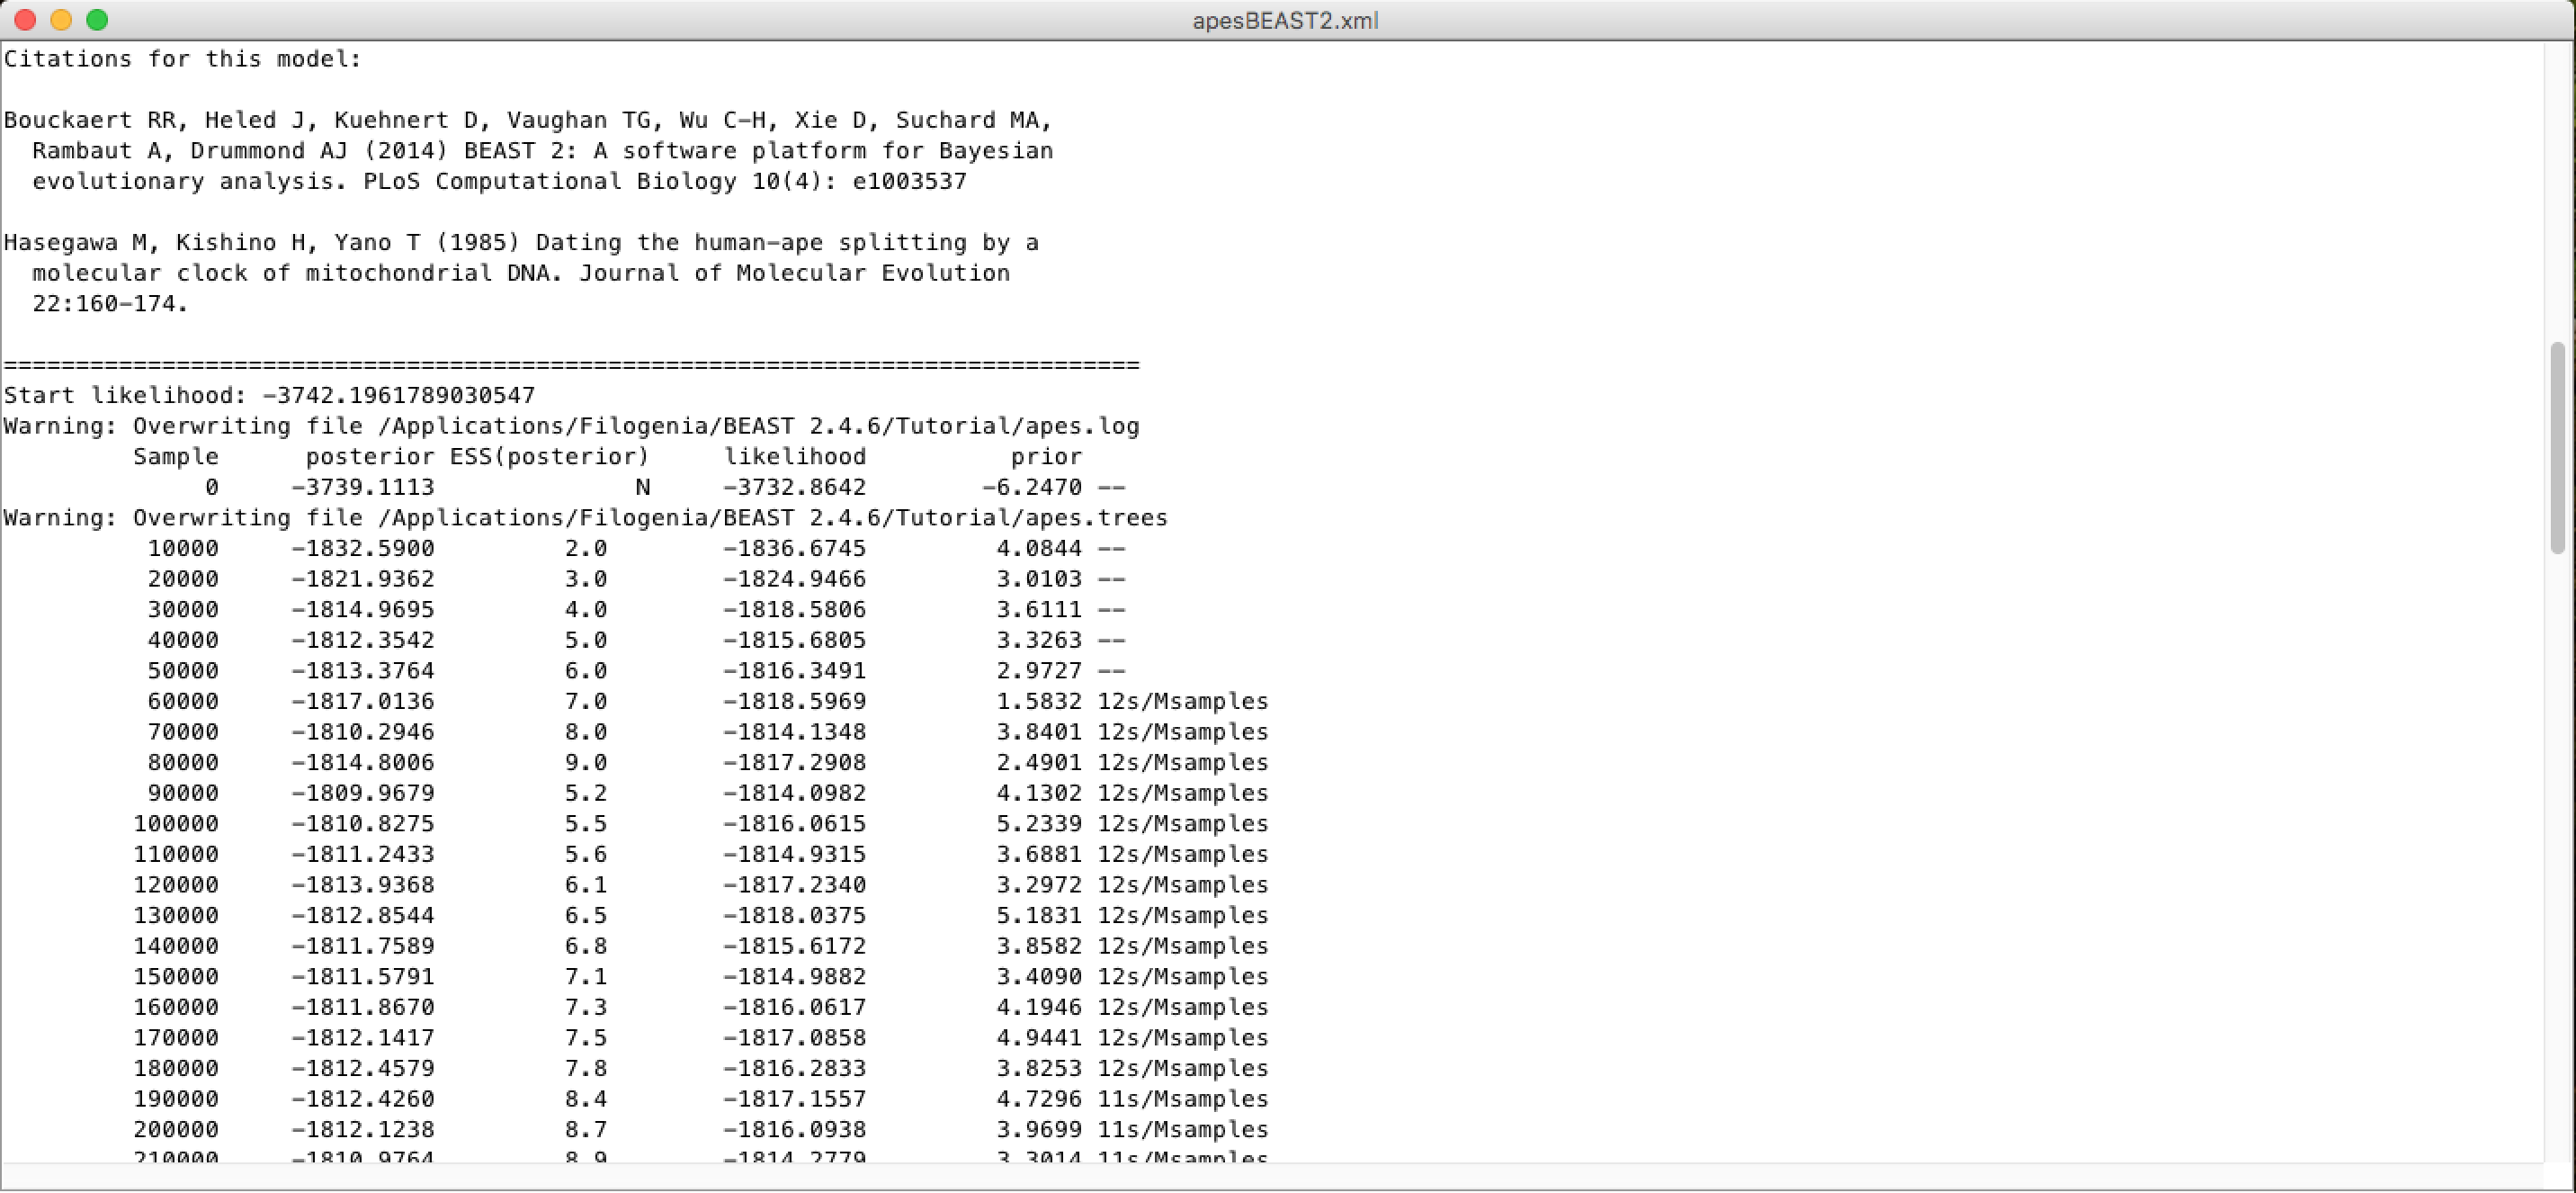 apesBEAST2.xml
Citations for this model:
Bouckaert RR, Heled J, Kuehnert D, Vaughan TG, Wu C-H, Xie D, Suchard MA,
Rambaut A, Drummond AJ (2014) BEAST 2: A software platform for Bayesian
evolutionary analysis. PLoS Computational Biology 10(4): e1003537
Hasegawa M, Kishino H, Yano T (1985) Dating the human-ape splitting by a
molecular clock of mitochondrial DNA. Journal of Molecular Evolution
22:160-174.
===============================================================================
Start likelihood: -3742.1961789030547
Warning: Overwriting file /Applications/Filogenia/BEAST 2.4.6/Tutorial/apes.log
Sample posterior ESS(posterior) likelihood prior
0 -3739.1113 N -3732.8642 -6.2470 --
Warning: Overwriting file /Applications/Filogenia/BEAST 2.4.6/Tutorial/apes.trees
10000 -1832.5900 2.0 -1836.6745 4.0844 --
20000 -1821.9362 3.0 -1824.9466 3.0103 --
30000 -1814.9695 4.0 -1818.5806 3.6111 --
40000 -1812.3542 5.0 -1815.6805 3.3263 --
50000 -1813.3764 6.0 -1816.3491 2.9727 --
60000 -1817.0136 7.0 -1818.5969 1.5832 12s/Msamples
70000 -1810.2946 8.0 -1814.1348 3.8401 12s/Msamples
80000 -1814.8006 9.0 -1817.2908 2.4901 12s/Msamples
90000 -1809.9679 5.2 -1814.0982 4.1302 12s/Msamples
100000 -1810.8275 5.5 -1816.0615 5.2339 12s/Msamples
110000 -1811.2433 5.6 -1814.9315 3.6881 12s/Msamples
120000 -1813.9368 6.1 -1817.2340 3.2972 12s/Msamples
130000 -1812.8544 6.5 -1818.0375 5.1831 12s/Msamples
140000 -1811.7589 6.8 -1815.6172 3.8582 12s/Msamples
150000 -1811.5791 7.1 -1814.9882 3.4090 12s/Msamples
160000 -1811.8670 7.3 -1816.0617 4.1946 12s/Msamples
170000 -1812.1417 7.5 -1817.0858 4.9441 12s/Msamples
180000 -1812.4579 7.8 -1816.2833 3.8253 12s/Msamples
190000 -1812.4260 8.4 -1817.1557 4.7296 11s/Msamples
200000 -1812.1238 8.7 -1816.0938 3.9699 11s/Msamples
210000 -1810.9764 8.9 -1814.2779 3.3014 11s/Msamples